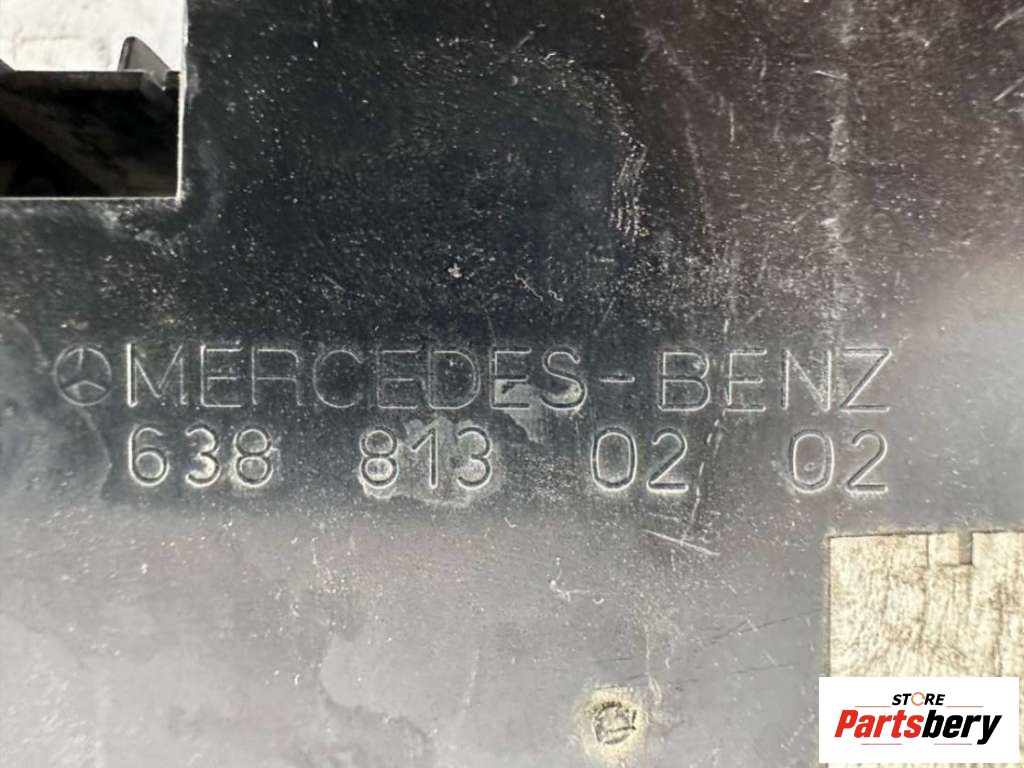 MERCEDES-BENZ
638 813 02 02
STORE
Partsbery